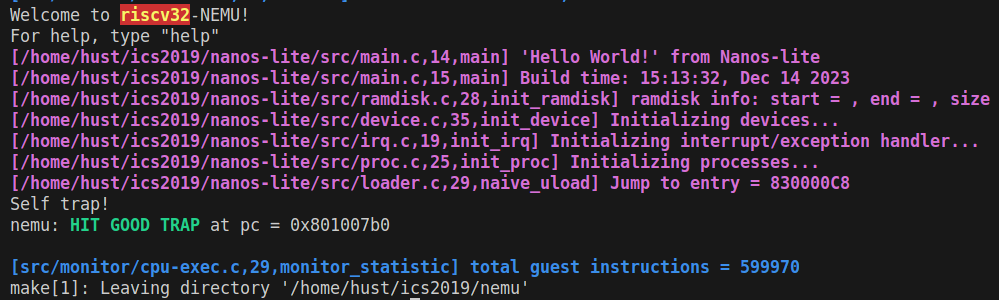 Welcome to riscv32-NEMU!
For help, type "help"
[/home/hust/ics2019/nanos-lite/src/main.c,14,main] 'Hello World!' from Nanos-lite
[/home/hust/ics2019/nanos-lite/src/main.c,15,main] Build time: 15:13:32, Dec 14 2023
[/home/hust/ics2019/nanos-lite/src/ramdisk.c,28,init_ramdisk] ramdisk info: start = , end = , size
[/home/hust/ics2019/nanos-lite/src/device.c,35,init_device] Initializing devices...
[/home/hust/ics2019/nanos-lite/src/irq.c,19,init_irq] Initializing interrupt/exception handler...
[/home/hust/ics2019/nanos-lite/src/proc.c,25,init_proc] Initializing processes...
[/home/hust/ics2019/nanos-lite/src/loader.c,29,naive_uload] Jump to entry = 830000C8
Self trap!
nemu: HIT GOOD TRAP at pc = 0x801007b0
[src/monitor/cpu-exec.c,29,monitor_statistic] total guest instructions = 599970
make[1]: Leaving directory '/home/hust/ics2019/nemu'